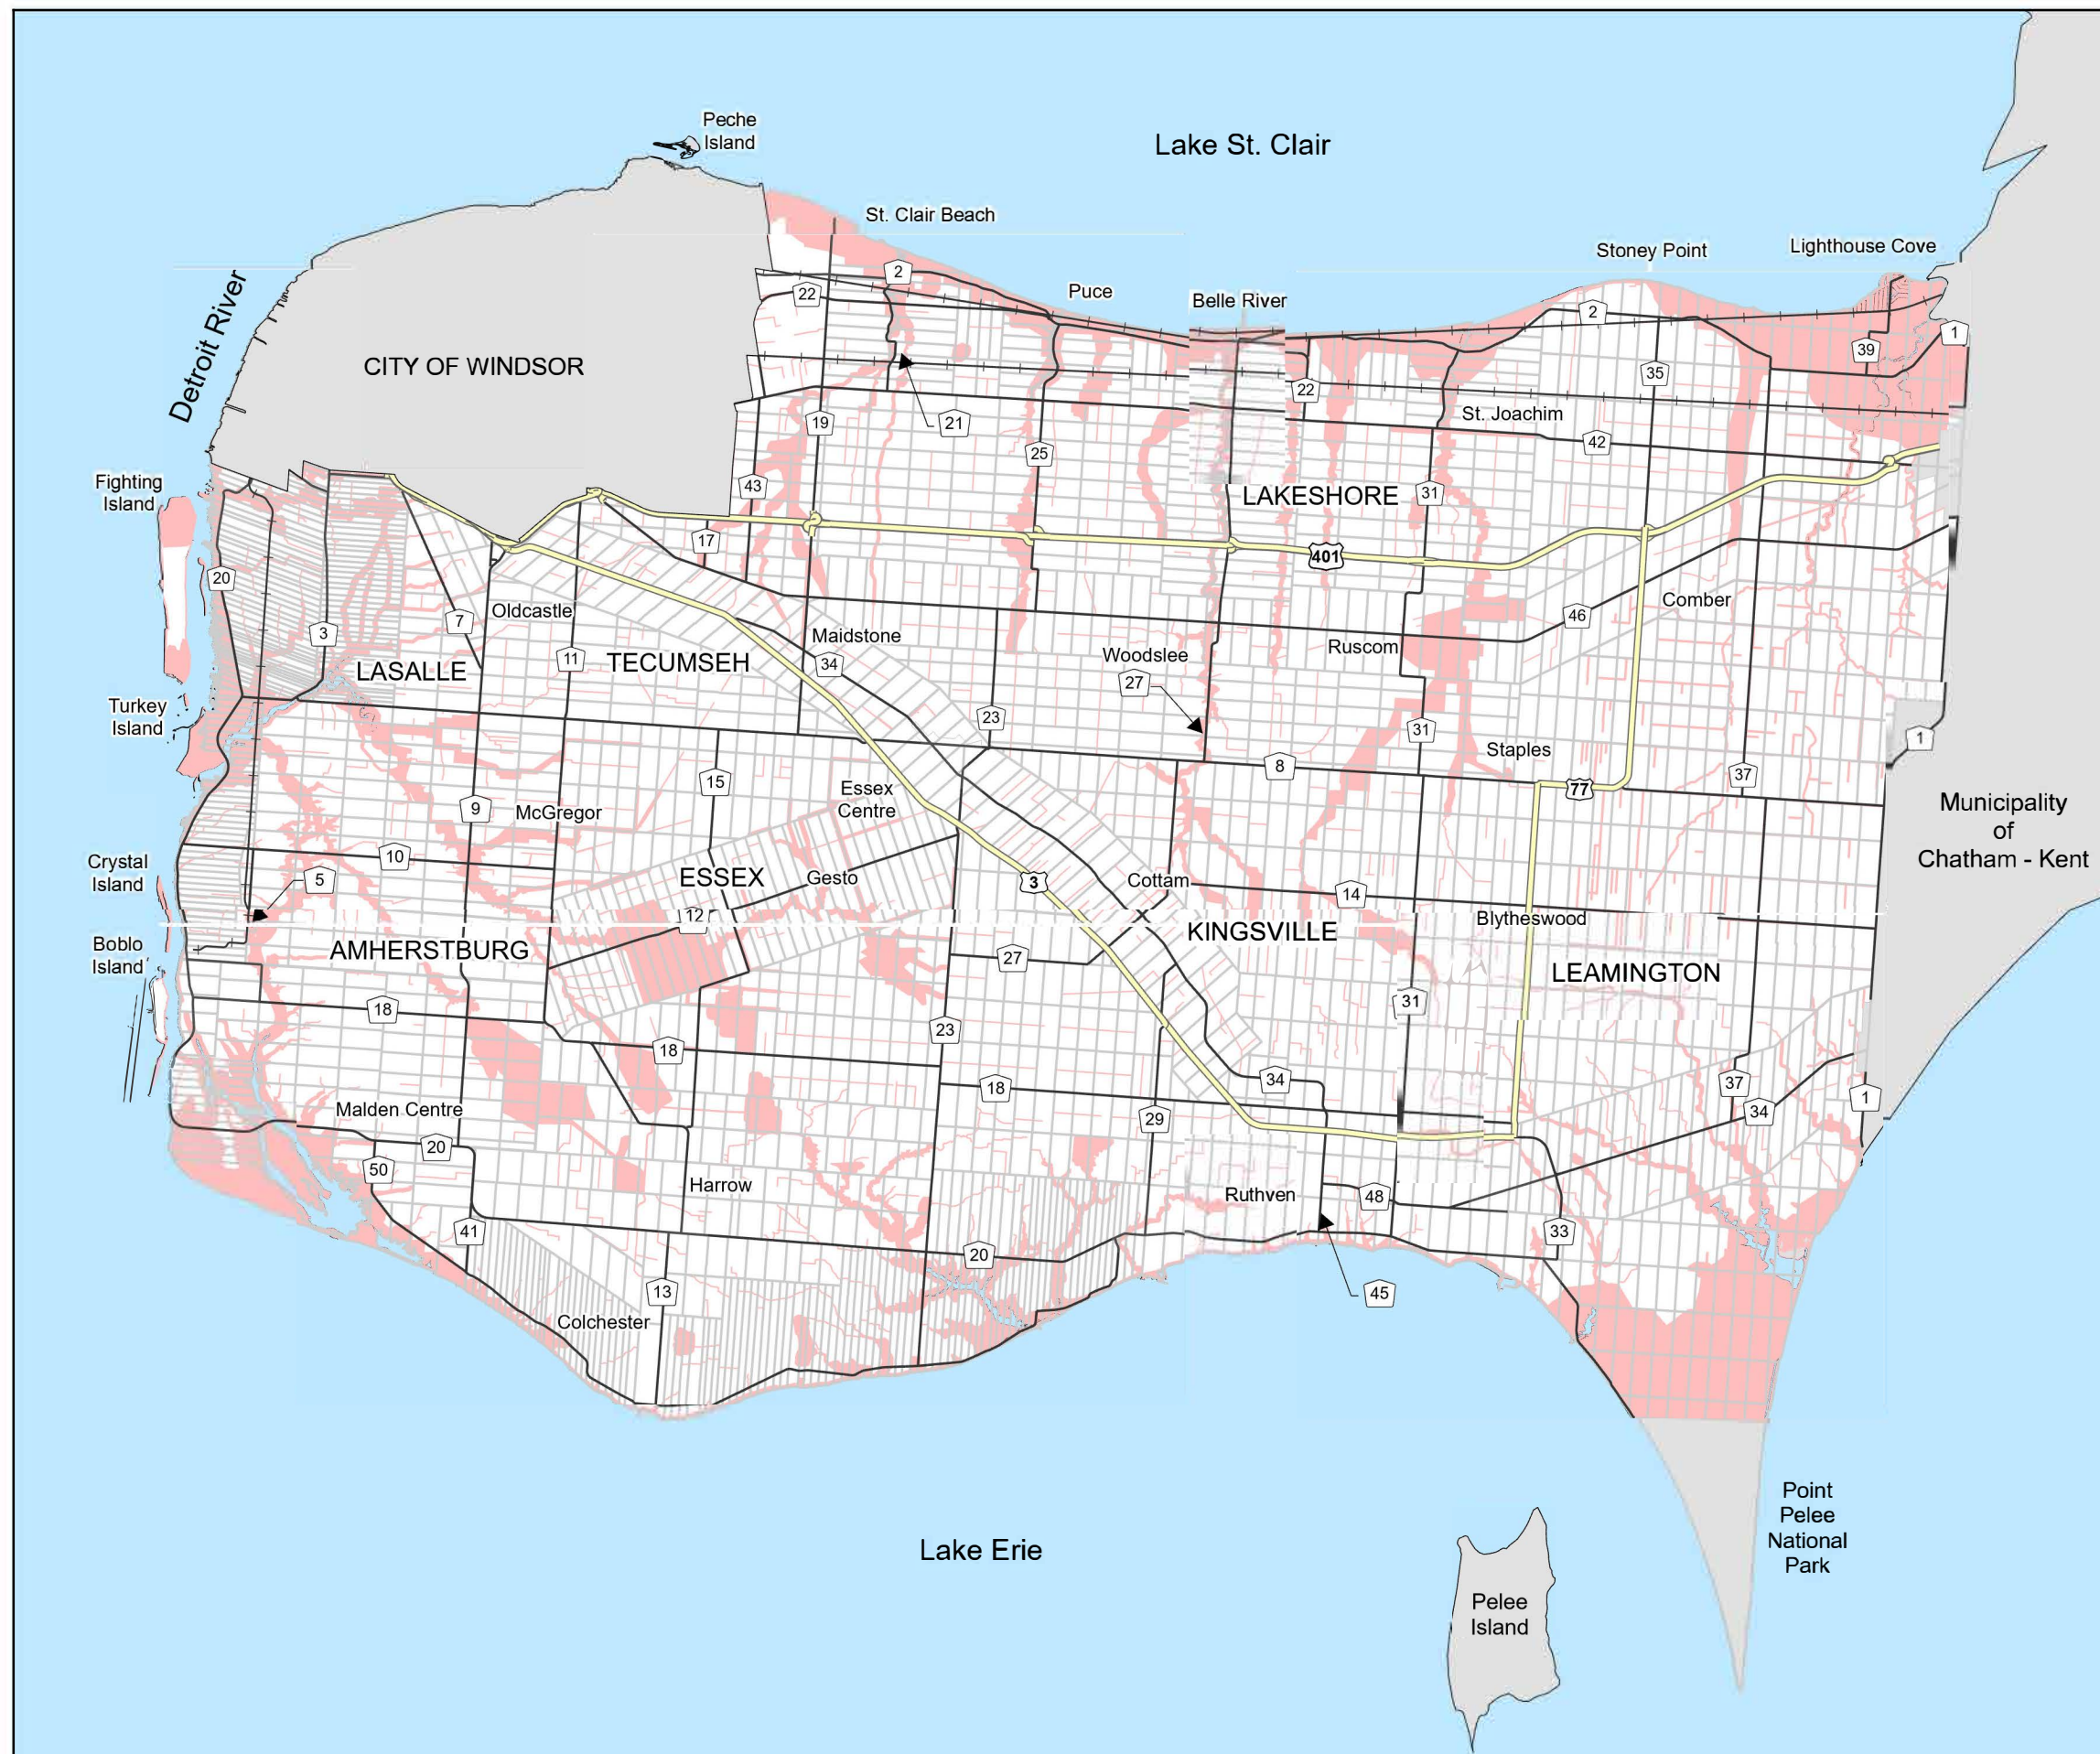 Peche
Island
Lake St. Clair
St. Clair Beach
Stoney Point
Lighthouse Cove
Detroit River
2
22
Puce
Belle River
2
1
39
CITY OF WINDSOR
35
22
19
21
St. Joachim
42
25
Fighting
Island
43
LAKESHORE
31
17
401
20
Oldcastle
7
3
Comber
46
Maidstone
34
Ruscom
Woodslee
27
11
TECUMSEH
LASALLE
Turkey
Island
23
31
1
Staples
8
15
37
77
Essex
Centre
9
McGregor
Municipality
of
Chatham - Kent
Crystal
Island
10
5
ESSEX
Gesto
3
Cottam
14
12
Blytheswood
KINGSVILLE
Boblo
Island
AMHERSTBURG
27
LEAMINGTON
31
18
23
18
34
18
37
34
1
Malden Centre
29
20
50
Harrow
Ruthven
48
41
33
20
13
45
Colchester
Lake Erie
Point
Pelee
National
Park
Pelee
Island